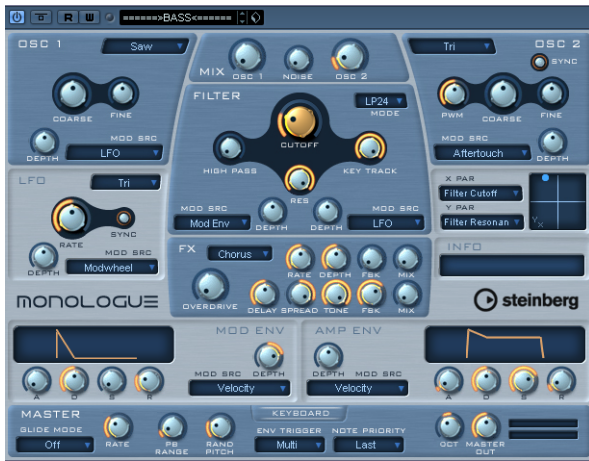 R W ======>BASS<======
OSC 1 Saw
COARSE FINE
MOD SRC
DEPTH LFO
MIX OSC 1 NOISE OSC 2
Tri OSC 2
SYNC
PWM COARSE FINE
MOD SRC
Aftertouch DEPTH
FILTER
LP24
MODE
CUTOFF
HIGH PASS KEY TRACK
RES
MOD SRC MOD SRC
Mod Env DEPTH DEPTH LFO
LFO Tri
RATE SYNC
MOD SRC
DEPTH Modwheel
X PAR
Filter Cutoff
Y PAR
Filter Resonan
Y X
FX Chorus
RATE DEPTH FBK MIX
OVERDRIVE DELAY SPREAD TONE FBK MIX
INFO
MONOLOGUE
steinberg
MOD ENV
MOD SRC DEPTH
Velocity
A D S R
AMP ENV
DEPTH MOD SRC
Velocity
A D S R
MASTER KEYBOARD
GLIDE MODE
Off
RATE PB RANGE RAND PITCH
ENV TRIGGER NOTE PRIORITY
Multi Last
OCT MASTER OUT